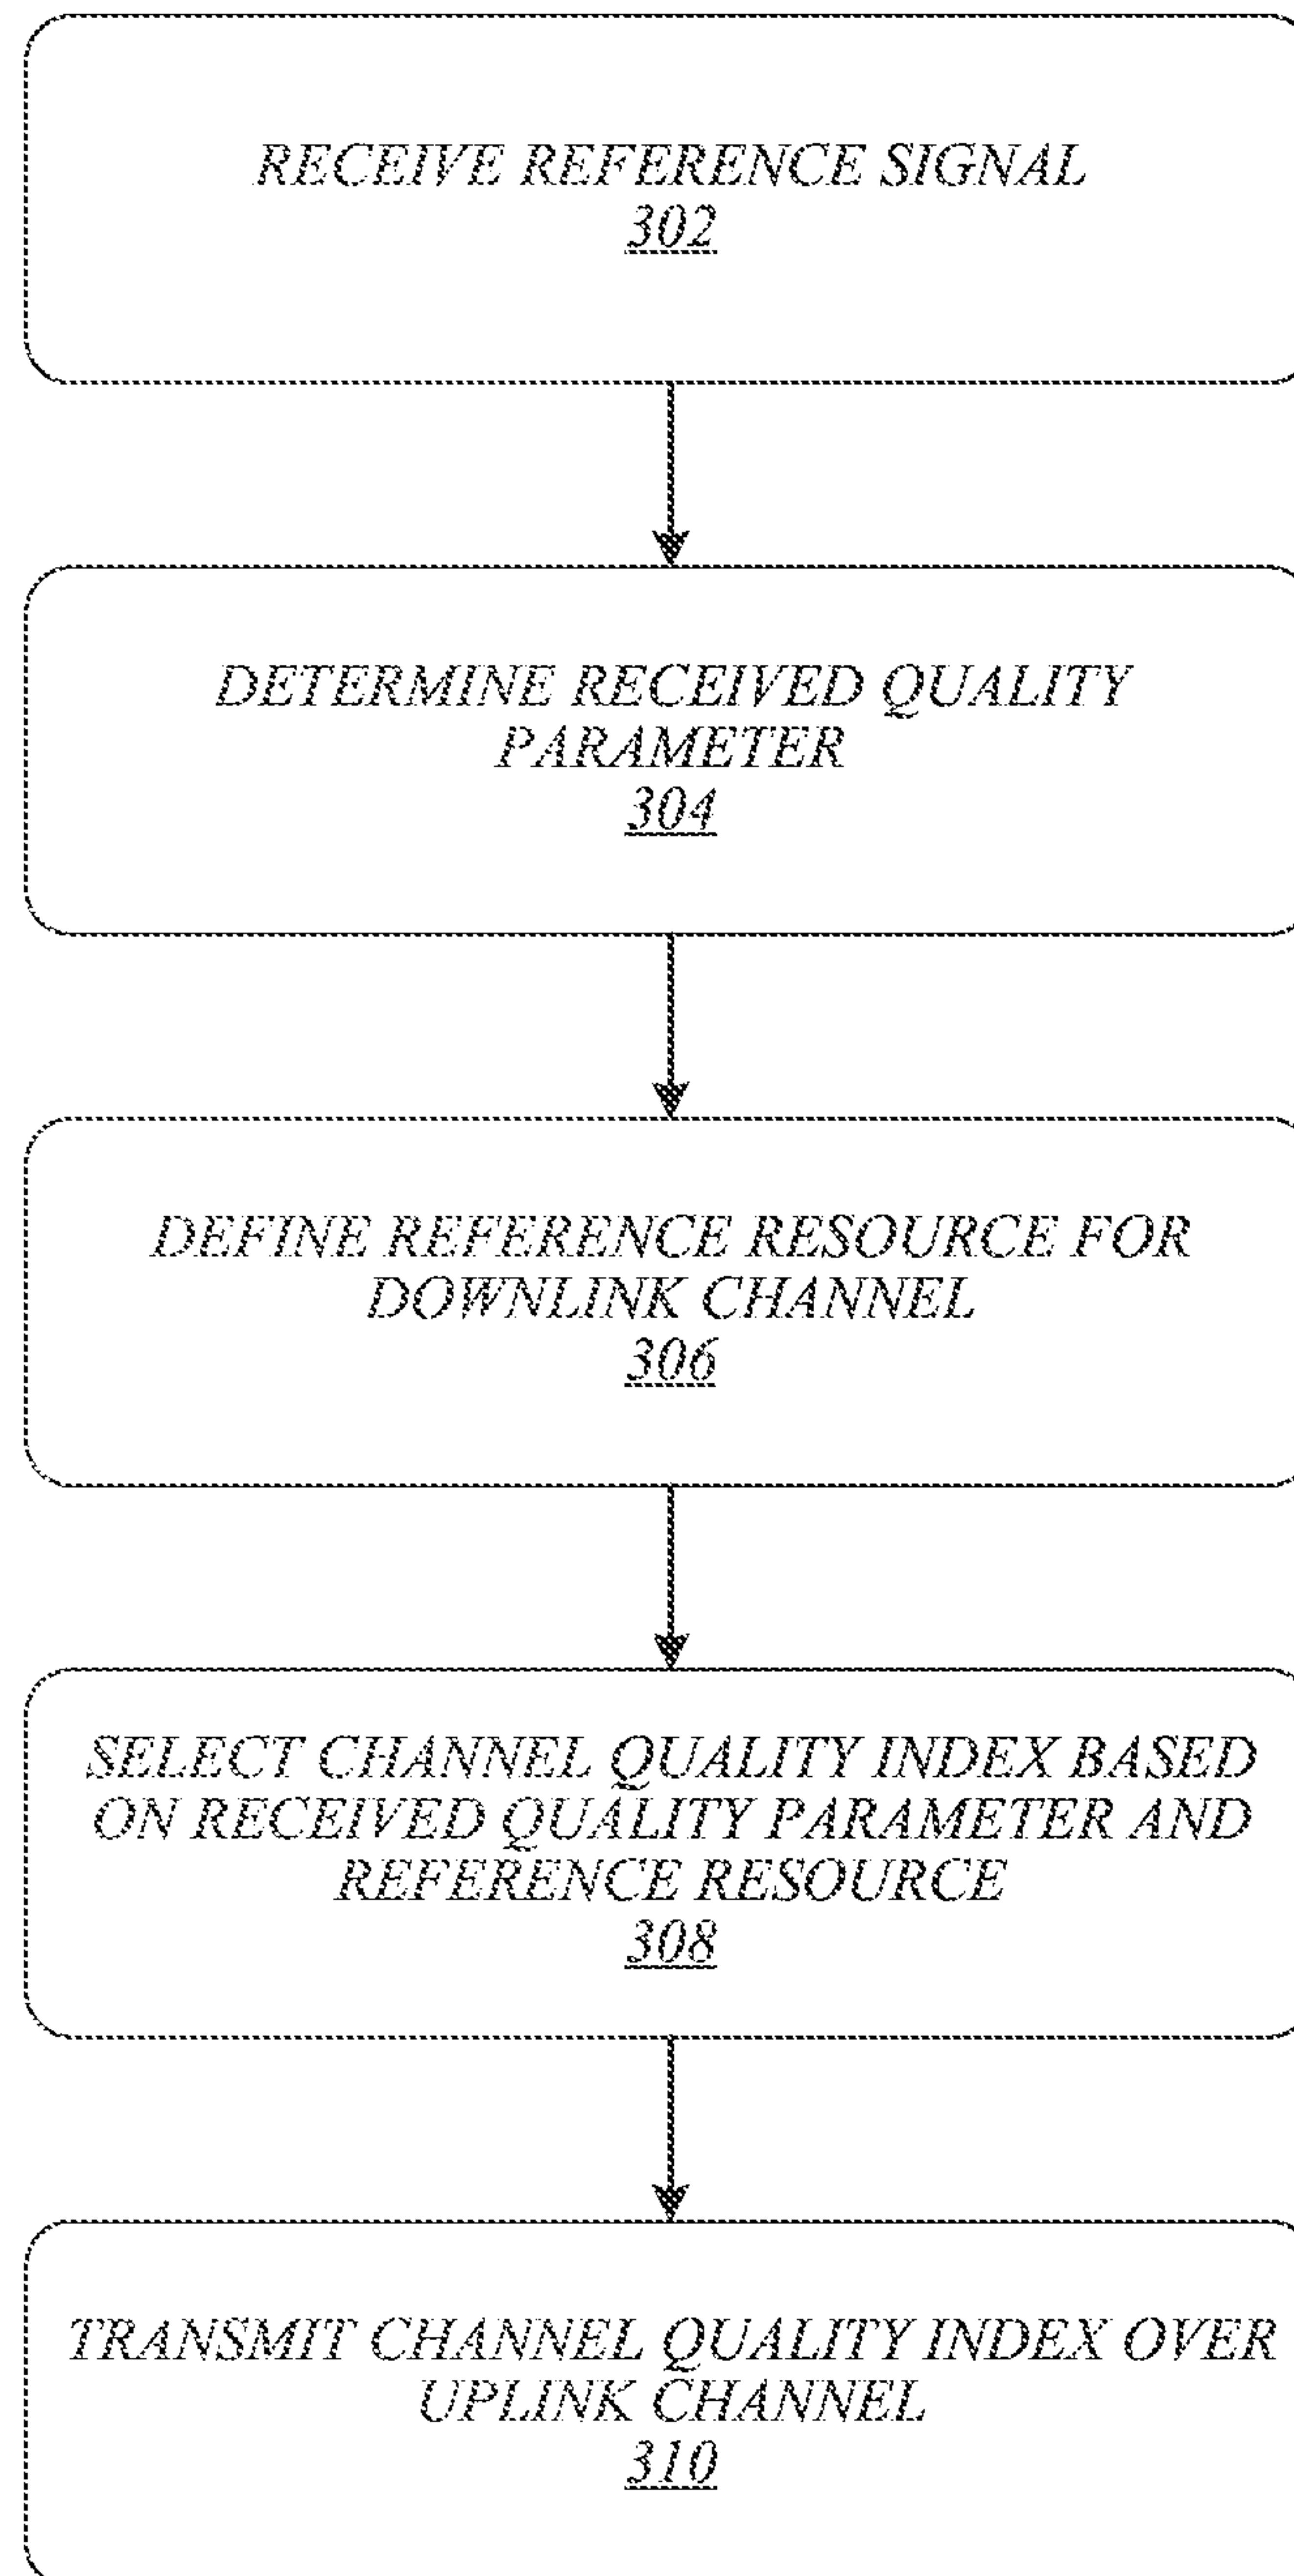 RECEIVE REFERENCE SIGNAL
302
DETERMINE RECEIVED QUALITY
PARAMETER
304
DEFINE REFERENCE RESOURCE FOR
DOWNLINK CHANNEL
306
SELECT CHANNEL QUALITY INDEX BASED
ON RECEIVED QUALITY PARAMETER AND
REFERENCE RESOURCE
308
TRANSMIT CHANNEL QUALITY INDEX OVER
UPLINK CHANNEL
310